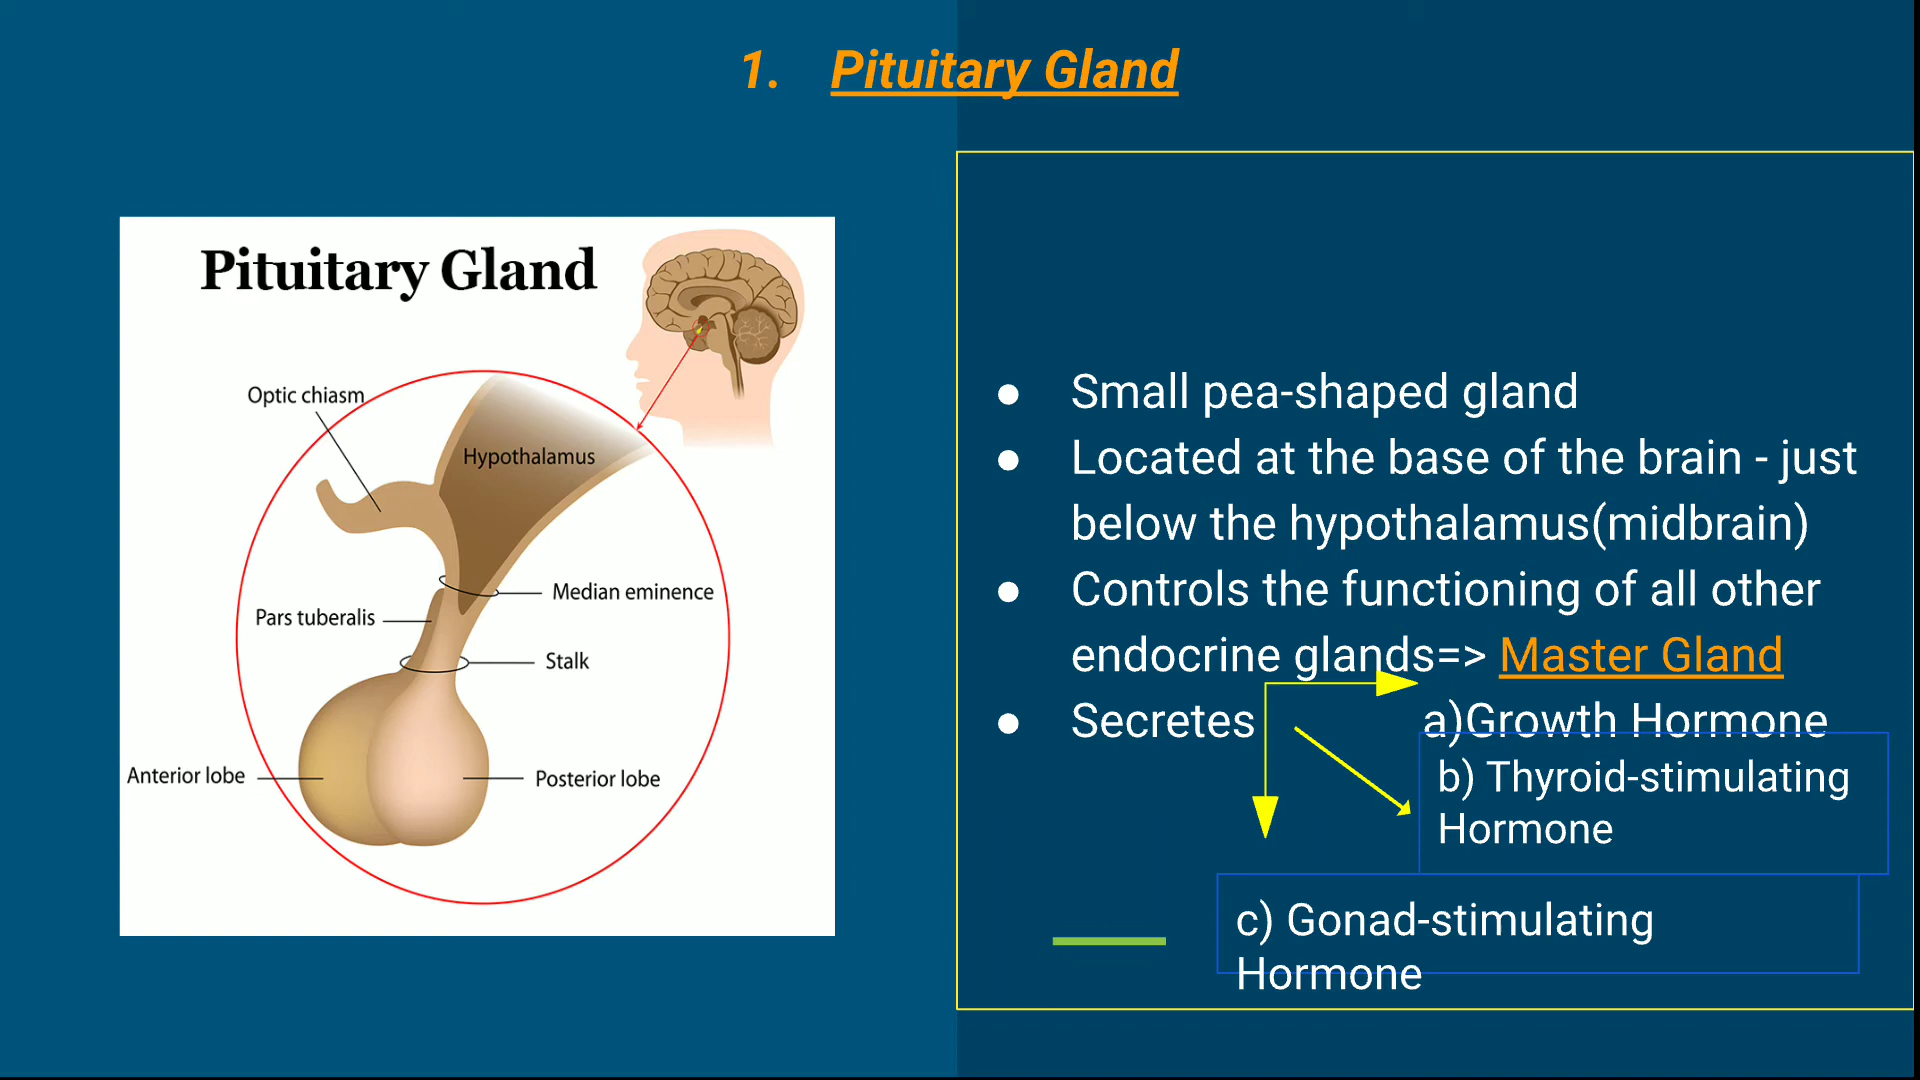 1. Pituitary Gland
Pituitary Gland
Optic chiasm
Hypothalamus
Median eminence
Pars tuberalis
Stalk
Anterior lobe
Posterior lobe
● Small pea-shaped gland
● Located at the base of the brain - just
below the hypothalamus(midbrain)
● Controls the functioning of all other
endocrine glands=> Master Gland
● Secretes a)Growth Hormone
b) Thyroid-stimulating
Hormone
c) Gonad-stimulating
Hormone